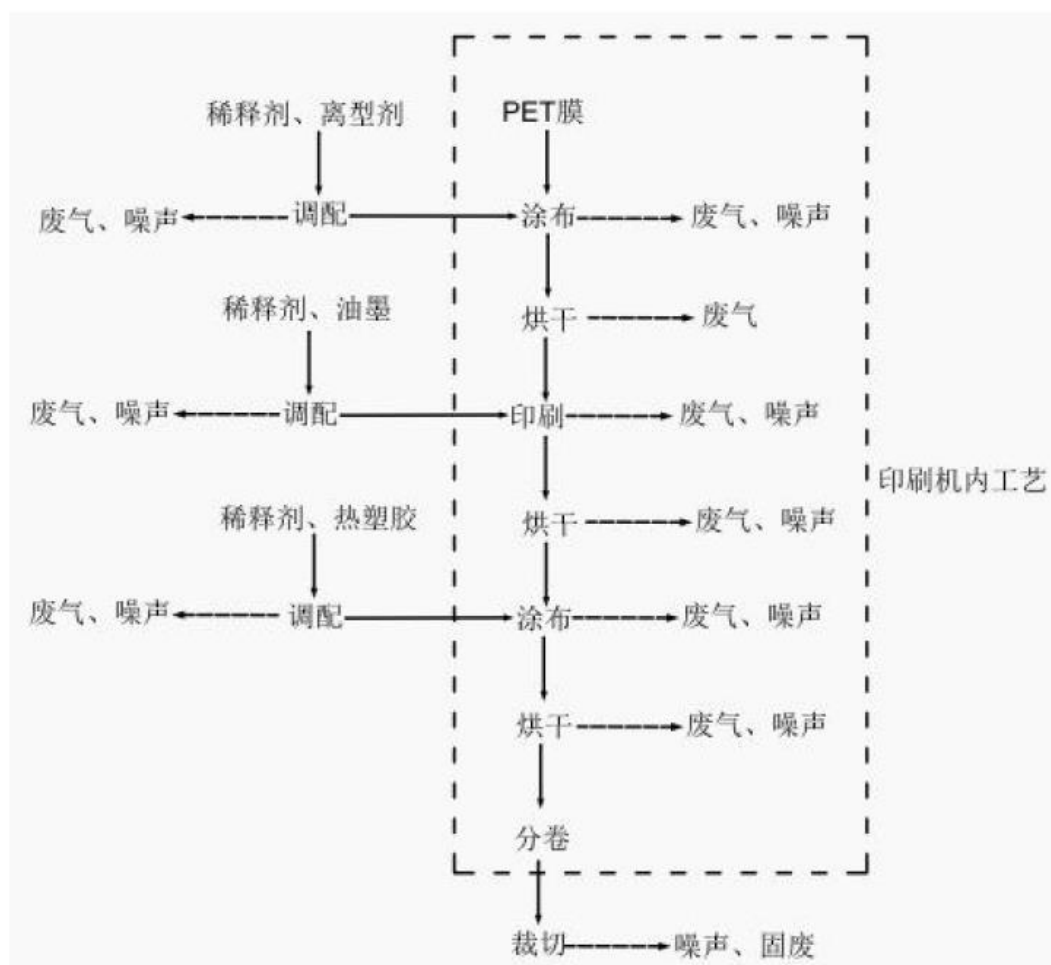 稀释剂、离型剂
PET膜
废气、噪声
调配
涂布
废气、噪声
稀释剂、油墨
烘干
废气
废气、噪声
调配
印刷
废气、噪声
印刷机内工艺
稀释剂、热塑胶
烘干
废气、噪声
废气、噪声
调配
涂布
废气、噪声
烘干
废气、噪声
分卷
裁切
噪声、固废